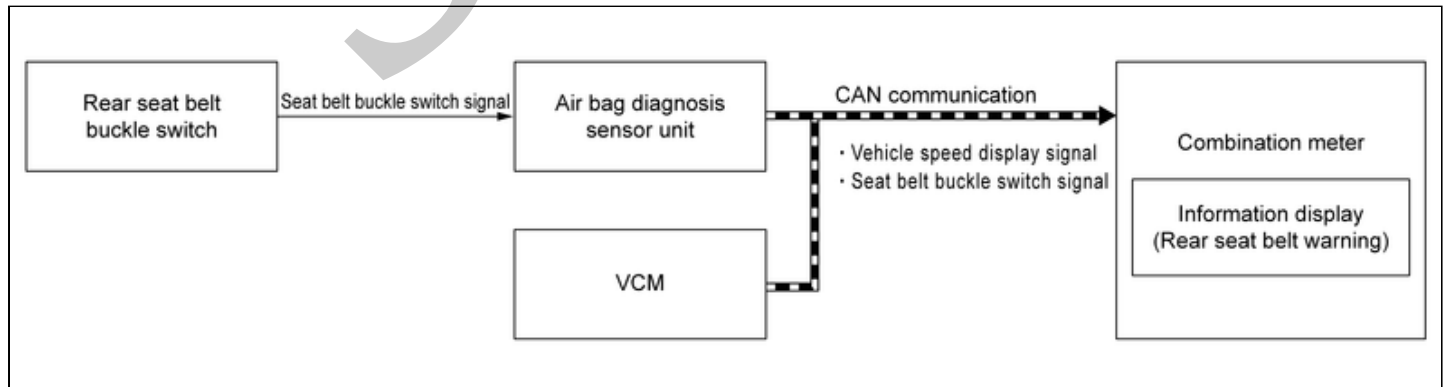 Rear seat belt
buckle switch
Seat belt buckle switch signal
Air bag diagnosis
sensor unit
CAN communication
・Vehicle speed display signal
・Seat belt buckle switch signal
VCM
Combination meter
Information display
(Rear seat belt warning)